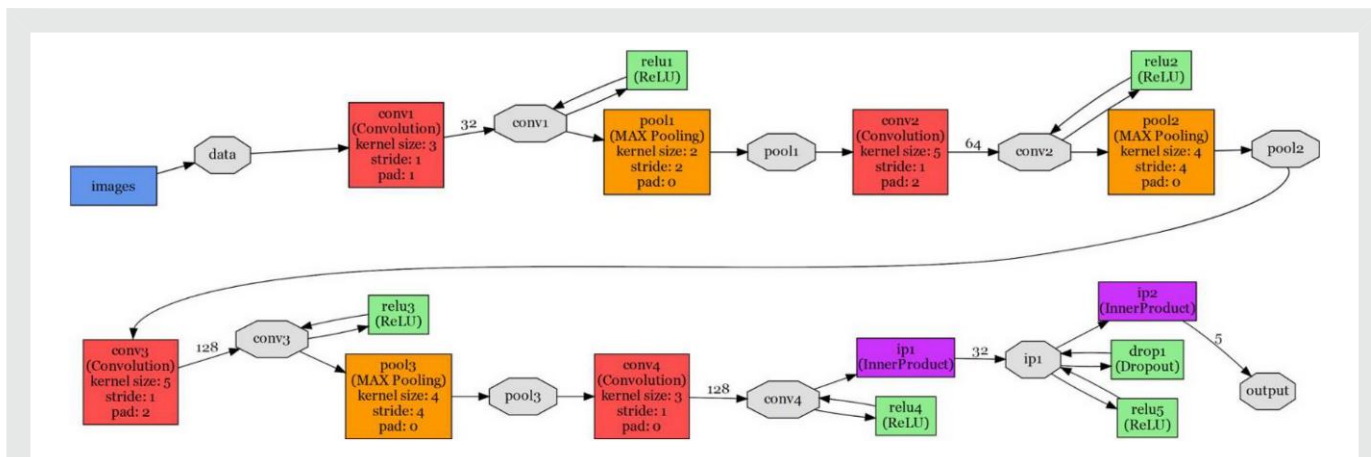 images
data
conv1
(Convolution)
kernel size: 3
stride: 1
pad: 1
32
conv1
relu1
(ReLU)
pool1
(MAX Pooling)
kernel size: 2
stride: 2
pad: 0
pool1
conv2
(Convolution)
kernel size: 5
stride: 1
pad: 2
64
conv2
relu2
(ReLU)
pool2
(MAX Pooling)
kernel size: 4
stride: 4
pad: 0
pool2
conv3
(Convolution)
kernel size: 5
stride: 1
pad: 2
128
conv3
relu3
(ReLU)
pool3
(MAX Pooling)
kernel size: 4
stride: 4
pad: 0
pool3
conv4
(Convolution)
kernel size: 3
stride: 1
pad: 0
128
conv4
relu4
(ReLU)
ip1
(InnerProduct)
32
ip1
drop1
(Dropout)
relu5
(ReLU)
ip2
(InnerProduct)
5
output